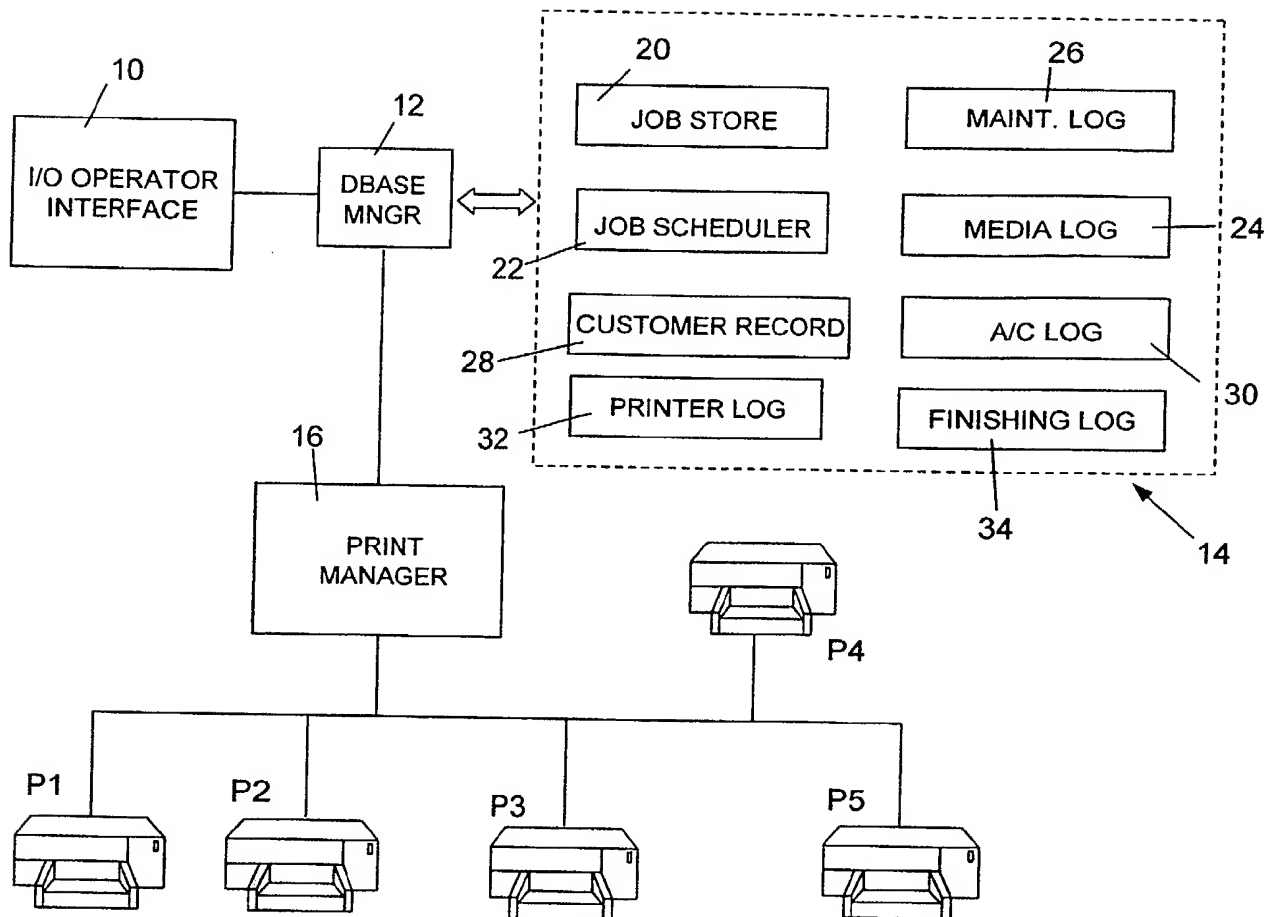 10
I/O OPERATOR
INTERFACE
12
DBASE
MNGR
20
JOB STORE
26
MAINT. LOG
JOB SCHEDULER
22
MEDIA LOG
24
CUSTOMER RECORD
28
A/C LOG
30
PRINTER LOG
32
FINISHING LOG
34
14
16
PRINT
MANAGER
P4
P1
P2
P3
P5